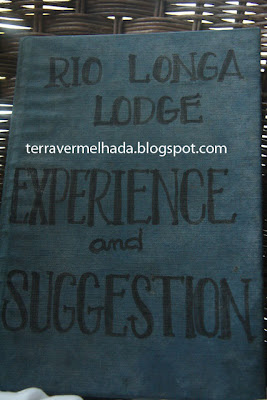 RIO LONGA
LODGE
terravermelhada.blogspot.com
EXPERIENCE
and
SUGGESTION